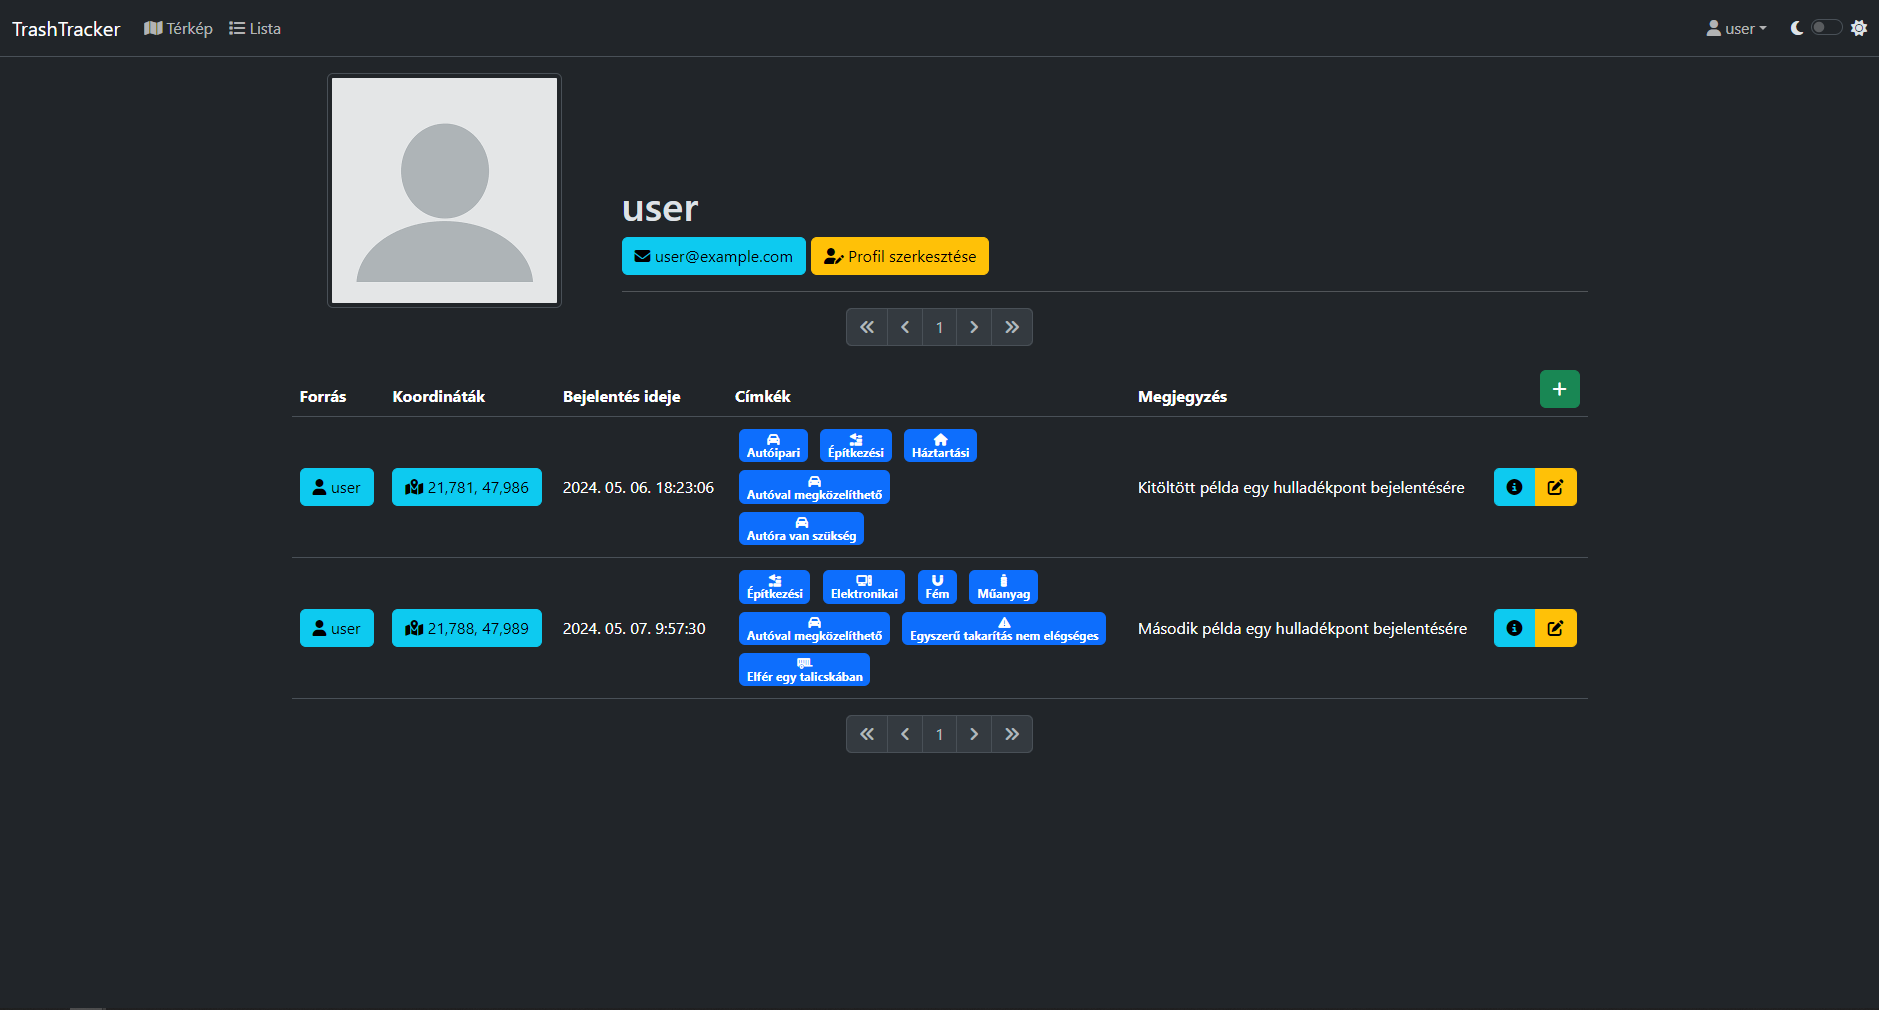 TrashTracker Térkép Lista user
user
user@example.com Profil szerkesztése
1
Forrás Koordináták Bejelentés ideje Címkék Megjegyzés
Autóipari Építkezési Háztartási
user 21,781, 47,986 2024. 05. 06. 18:23:06 Autóval megközelíthető Kitöltött példa egy hulladékpont bejelentésére
Autóra van szükség
Építkezési Elektronikai Fém Műanyag
user 21,788, 47,989 2024. 05. 07. 9:57:30 Autóval megközelíthető Egyszerű takarítás nem elégséges Második példa egy hulladékpont bejelentésére
Elfér egy talicskában
1